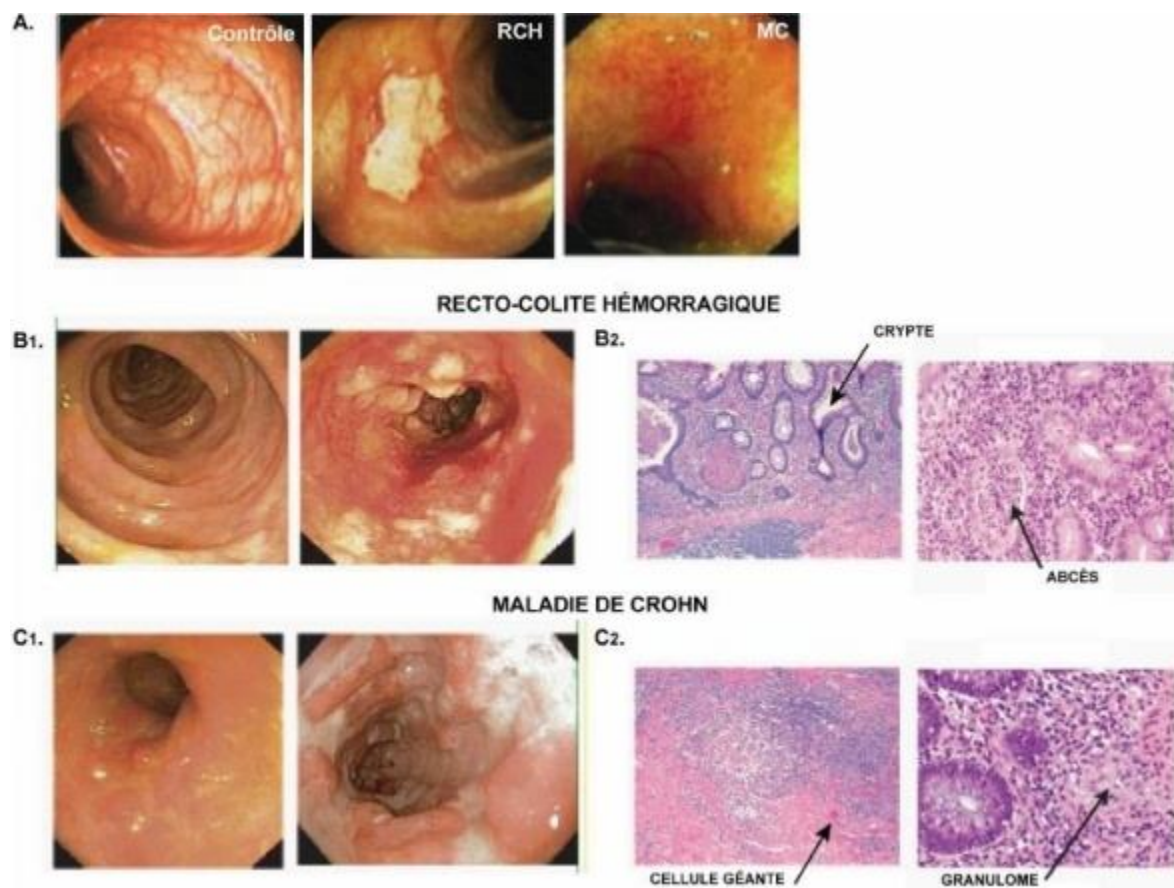 A.
Contrôle
RCH
MC
RECTO-COLITE HÉMORRAGIQUE
B1.
B2.
CRYPTE
ABCÈS
MALADIE DE CROHN
C1.
C2.
CELLULE GÉANTE
GRANULOME